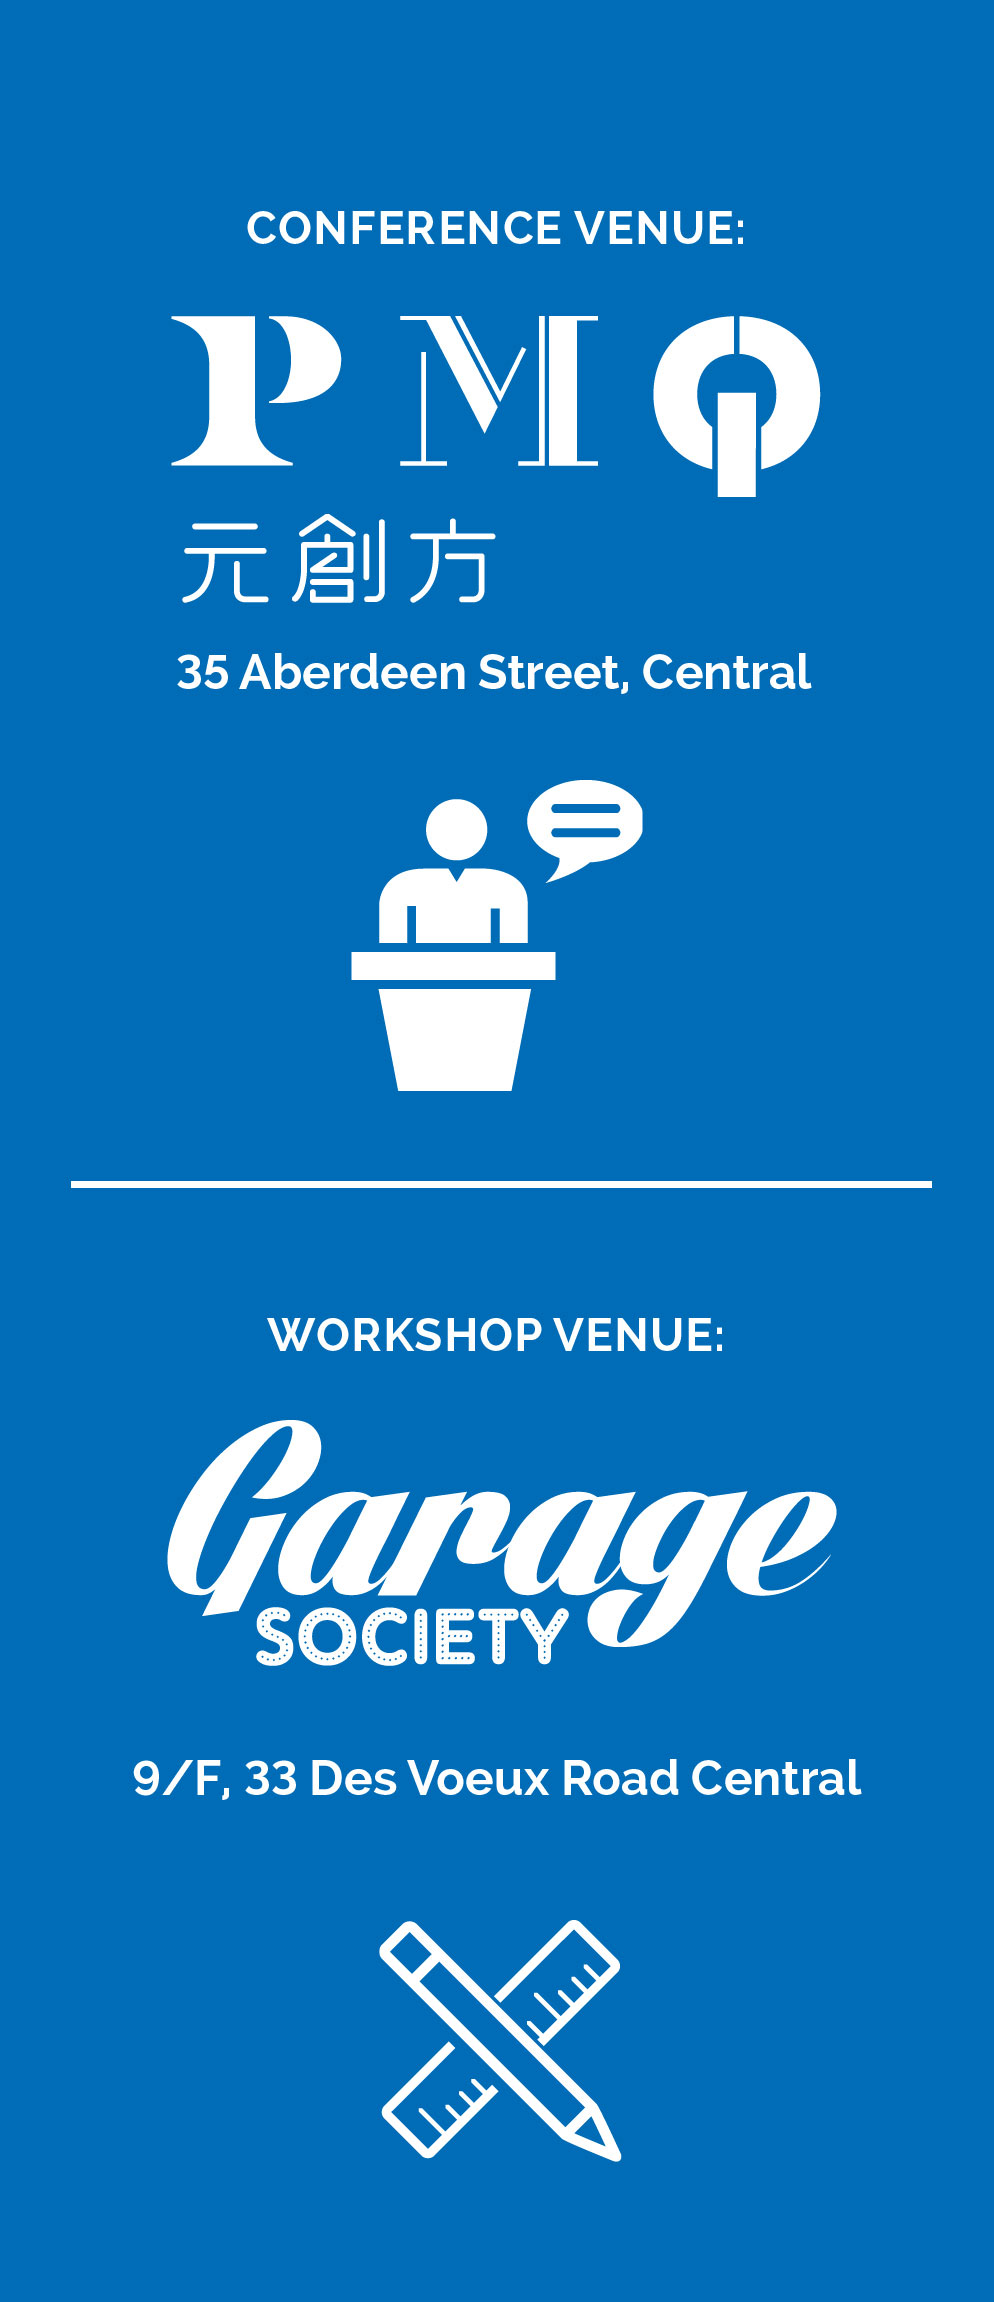 CONFERENCE VENUE:
PMQ
元創方
35 Aberdeen Street, Central
WORKSHOP VENUE:
Garage
SOCIETY
9/F, 33 Des Voeux Road Central